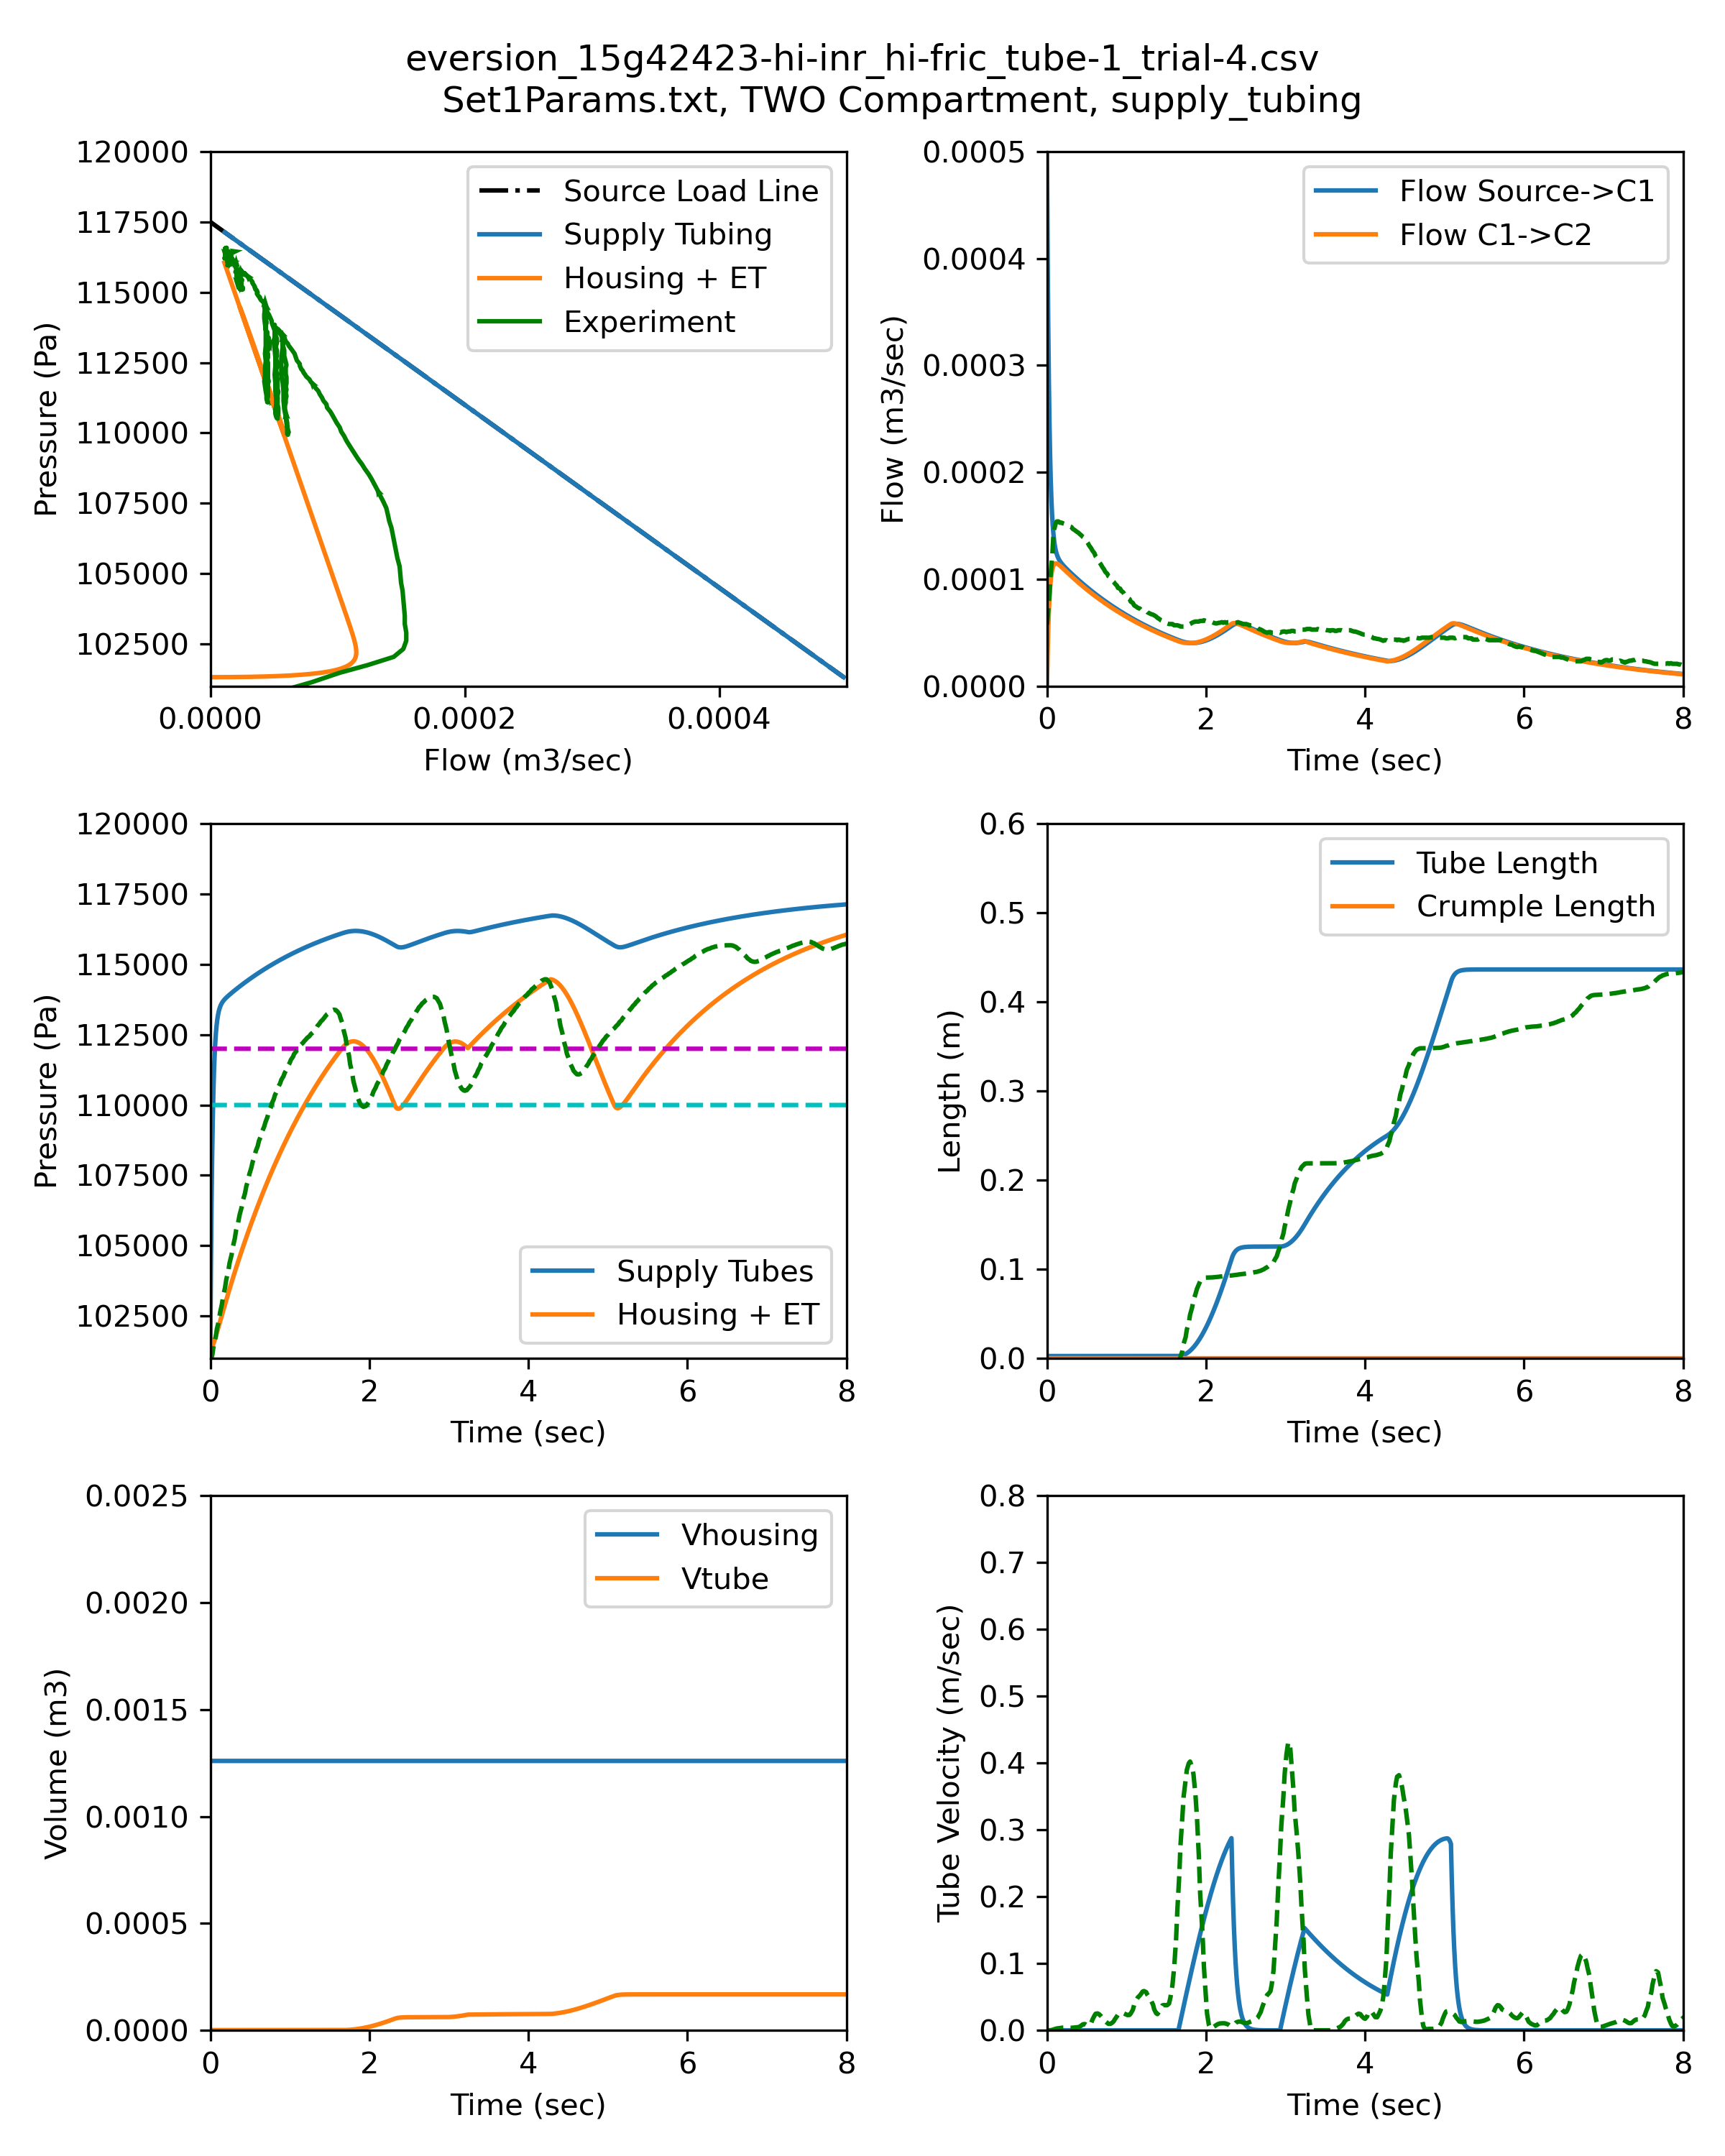 eversion_15g42423-hi-inr_hi-fric_tube-1_trial-4.csv
Set1Params.txt, TWO Compartment, supply_tubing
120000
117500
115000
112500
110000
107500
105000
102500
Pressure (Pa)
0.0000
0.0002
0.0004
Flow (m3/sec)
Source Load Line
Supply Tubing
Housing + ET
Experiment
0.0005
0.0004
0.0003
0.0002
0.0001
0.0000
Flow (m3/sec)
0
2
4
6
8
Time (sec)
Flow Source->C1
Flow C1->C2
120000
117500
115000
112500
110000
107500
105000
102500
Pressure (Pa)
0
2
4
6
8
Time (sec)
Supply Tubes
Housing + ET
0.6
0.5
0.4
0.3
0.2
0.1
0.0
Length (m)
0
2
4
6
8
Time (sec)
Tube Length
Crumple Length
0.0025
0.0020
0.0015
0.0010
0.0005
0.0000
Volume (m3)
0
2
4
6
8
Time (sec)
Vhousing
Vtube
0.8
0.7
0.6
0.5
0.4
0.3
0.2
0.1
0.0
Tube Velocity (m/sec)
0
2
4
6
8
Time (sec)